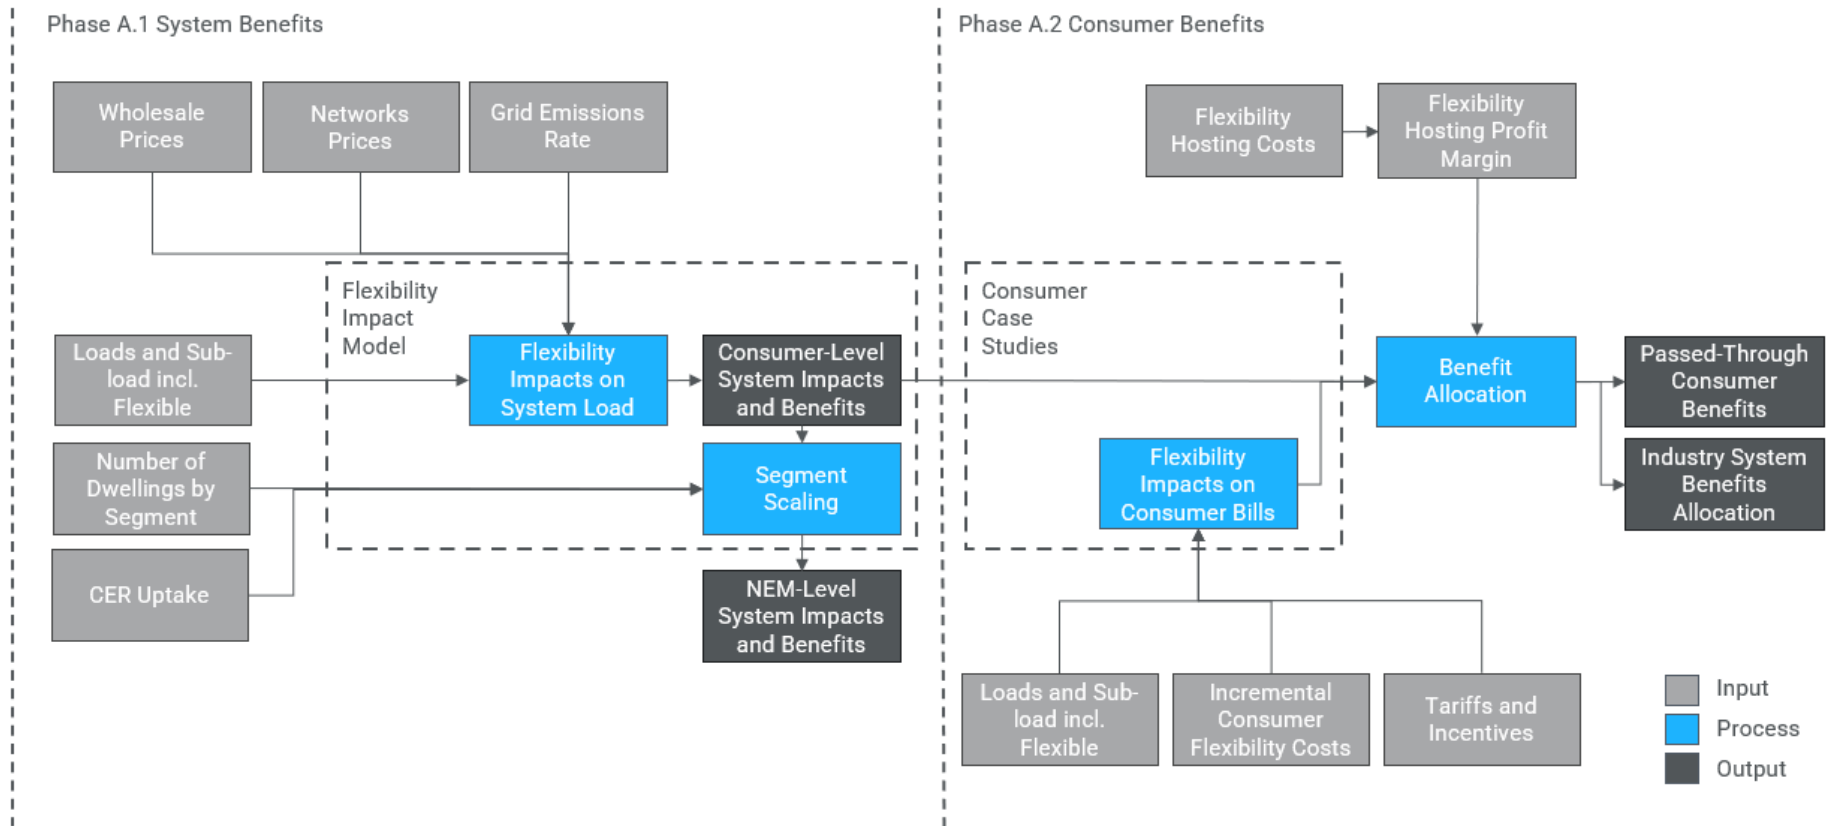 Phase A.1 System Benefits
Phase A.2 Consumer Benefits
Wholesale
Prices
Networks
Prices
Grid Emissions
Rate
Flexibility
Hosting Costs
Flexibility
Hosting Profit
Margin
Flexibility
Impact
Model
Consumer
Case
Studies
Loads and Sub-
load incl.
Flexible
Flexibility
Impacts on
System Load
Consumer-Level
System Impacts
and Benefits
Benefit
Allocation
Passed-Through
Consumer
Benefits
Number of
Dwellings by
Segment
Segment
Scaling
Flexibility
Impacts on
Consumer Bills
Industry System
Benefits
Allocation
CER Uptake
NEM-Level
System Impacts
and Benefits
Loads and Sub-
load incl.
Flexible
Incremental
Consumer
Flexibility Costs
Tariffs and
Incentives
Input
Process
Output